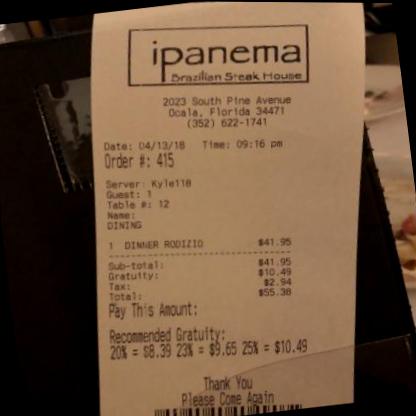 ipanema
Brazilian Steak House
2023 South Pine Avenue
Ocala, Florida 34471
(352) 622-1741
Date: 04/13/18 Time: 09:16 pm
Order #: 415
Server: Kyle118
Guest: 1
Table #: 12
Name:
DINING
1 DINNER RODIZIO $41.95
Sub-total: $41.95
Gratuity: $10.49
Tax: $2.94
Total: $55.38
Pay This Amount:
Recommended Gratuity:
20% = $8.39 23% = $9.65 25% = $10.49
Thank You
Please Come Again